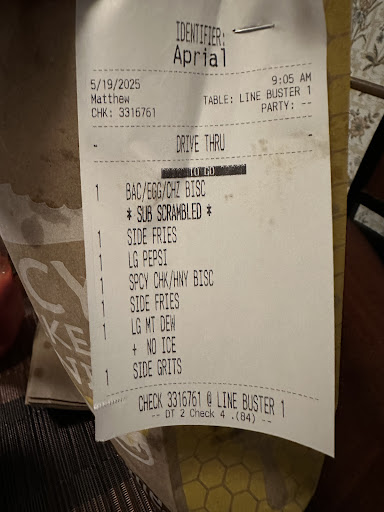 IDENTIFIER:
Aprial
5/19/2025 9:05 AM
Matthew TABLE: LINE BUSTER 1
CHK: 3316761 PARTY: --
- DRIVE THRU -
TO GO
1 BAC/EGG/CHZ BISC
* SUB SCRAMBLED *
1 SIDE FRIES
1 LG PEPSI
1 SPCY CHK/HNY BISC
1 SIDE FRIES
1 LG MT DEW
+ NO ICE
1 SIDE GRITS
CHECK 3316761 @ LINE BUSTER 1
-- DT 2 Check 4 .(84) --